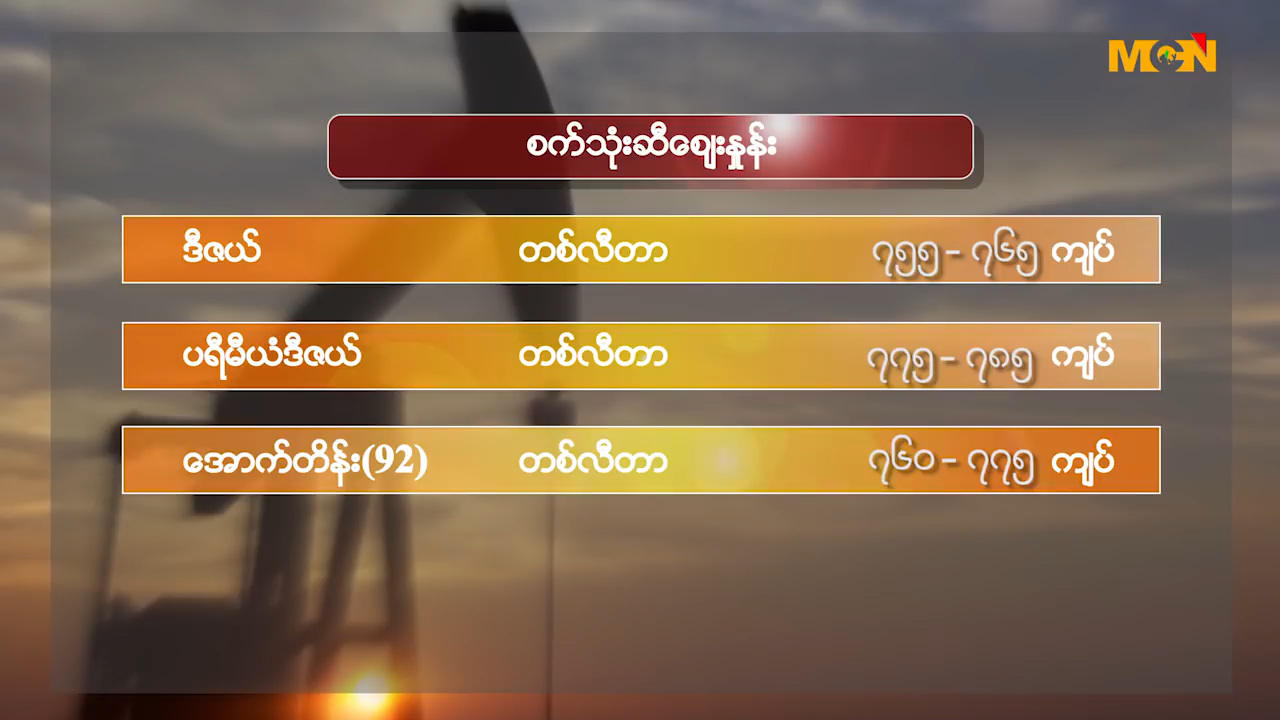 MCN
စက်သုံးဆီဈေးနှုန်း
ဒီဇယ် တစ်လီတာ ၇၅၅ - ၇၆၅ ကျပ်
ပရီမီယံဒီဇယ် တစ်လီတာ ၇၇၅ - ၇၈၅ ကျပ်
အောက်တိန်း(92) တစ်လီတာ ၇၆၀ - ၇၇၅ ကျပ်